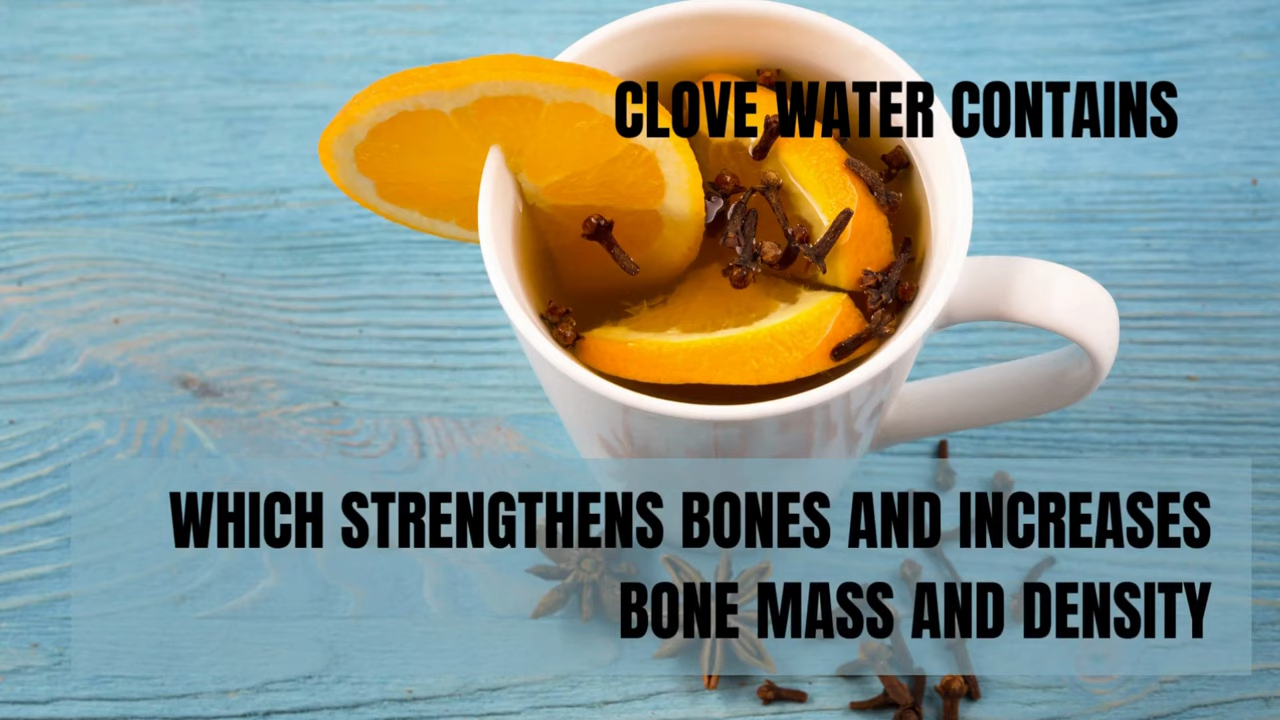 CLOVE WATER CONTAINS
WHICH STRENGTHENS BONES AND INCREASES
BONE MASS AND DENSITY